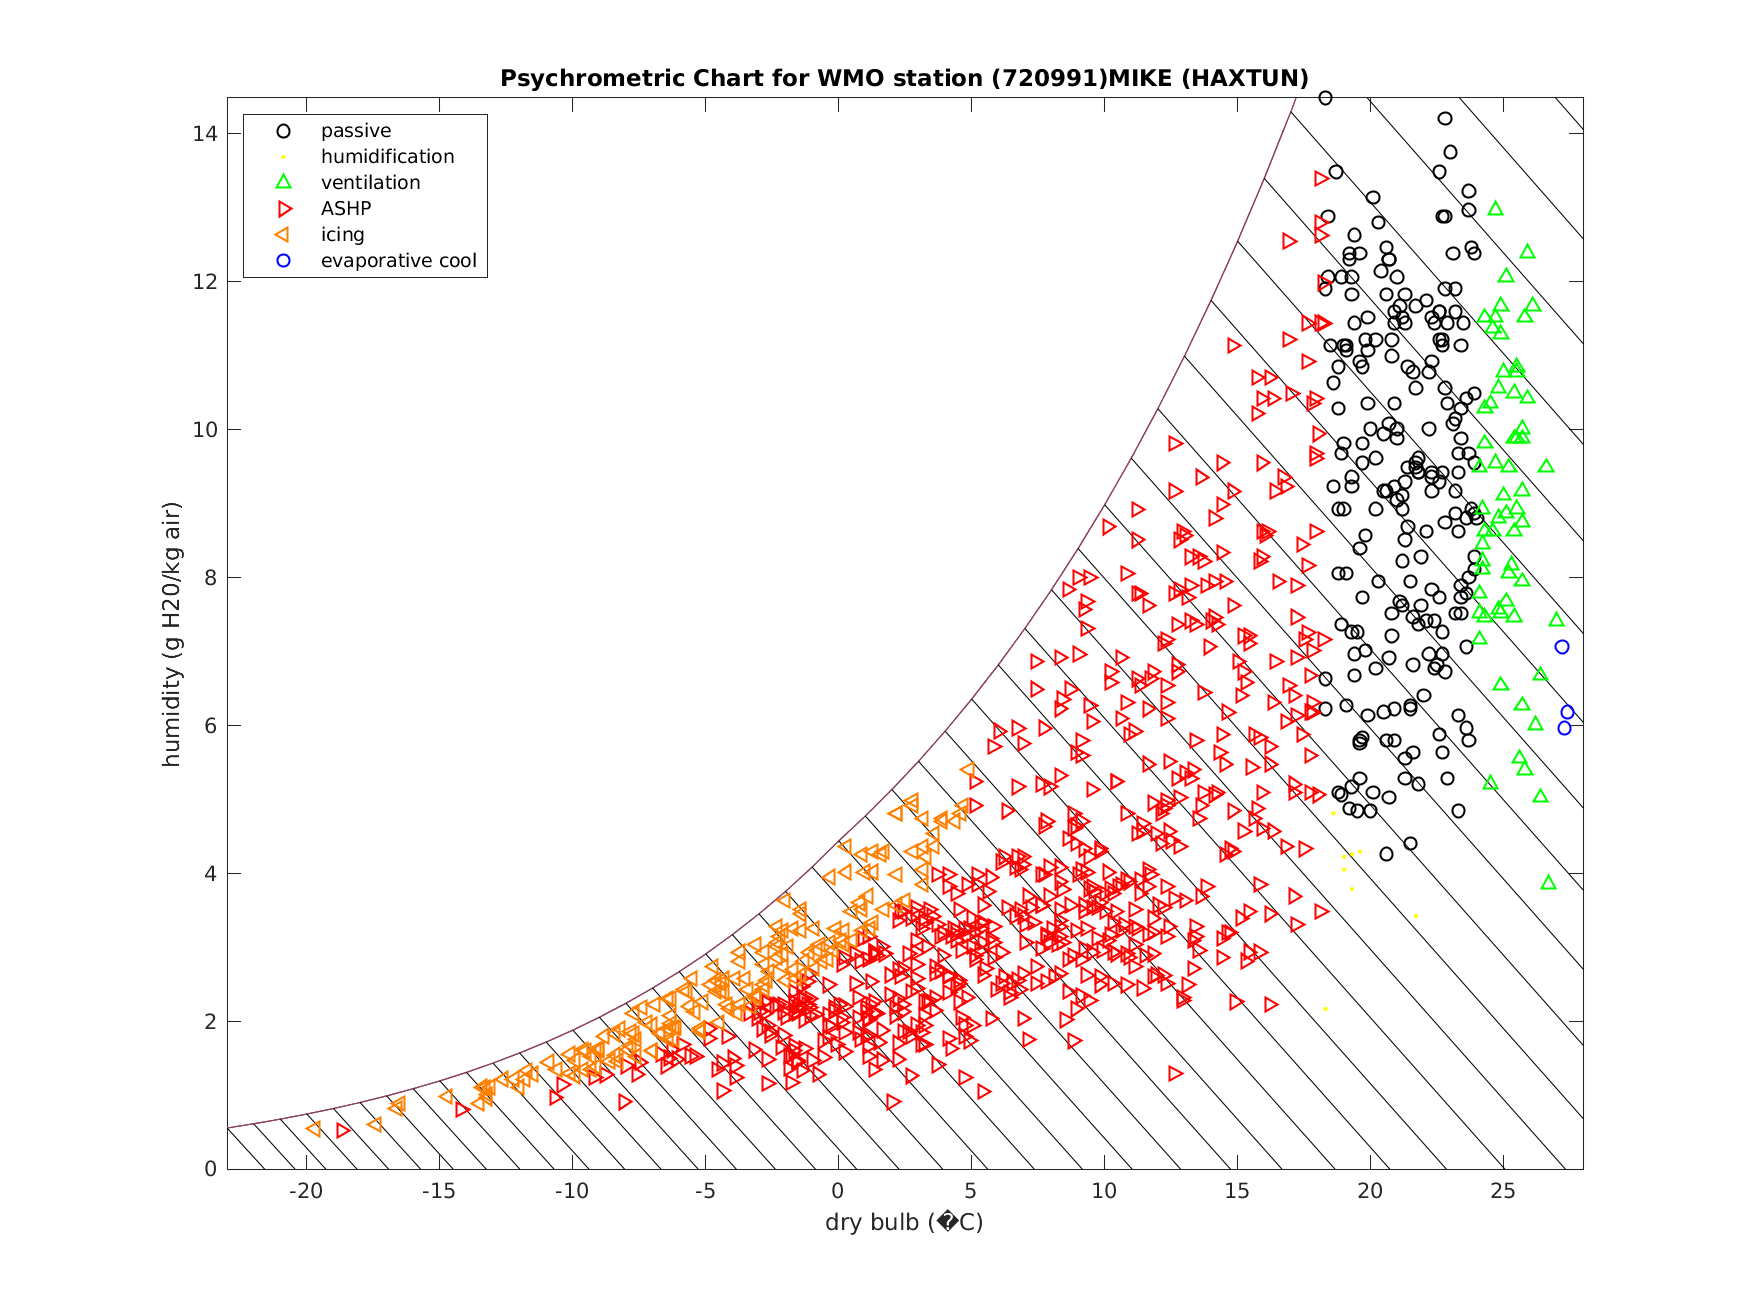 Psychrometric Chart for WMO station (720991)MIKE (HAXTUN)
passive
humidification
ventilation
ASHP
icing
evaporative cool
humidity (g H20/kg air)
14
12
10
8
6
4
2
0
-20 -15 -10 -5 0 5 10 15 20 25
dry bulb (�C)